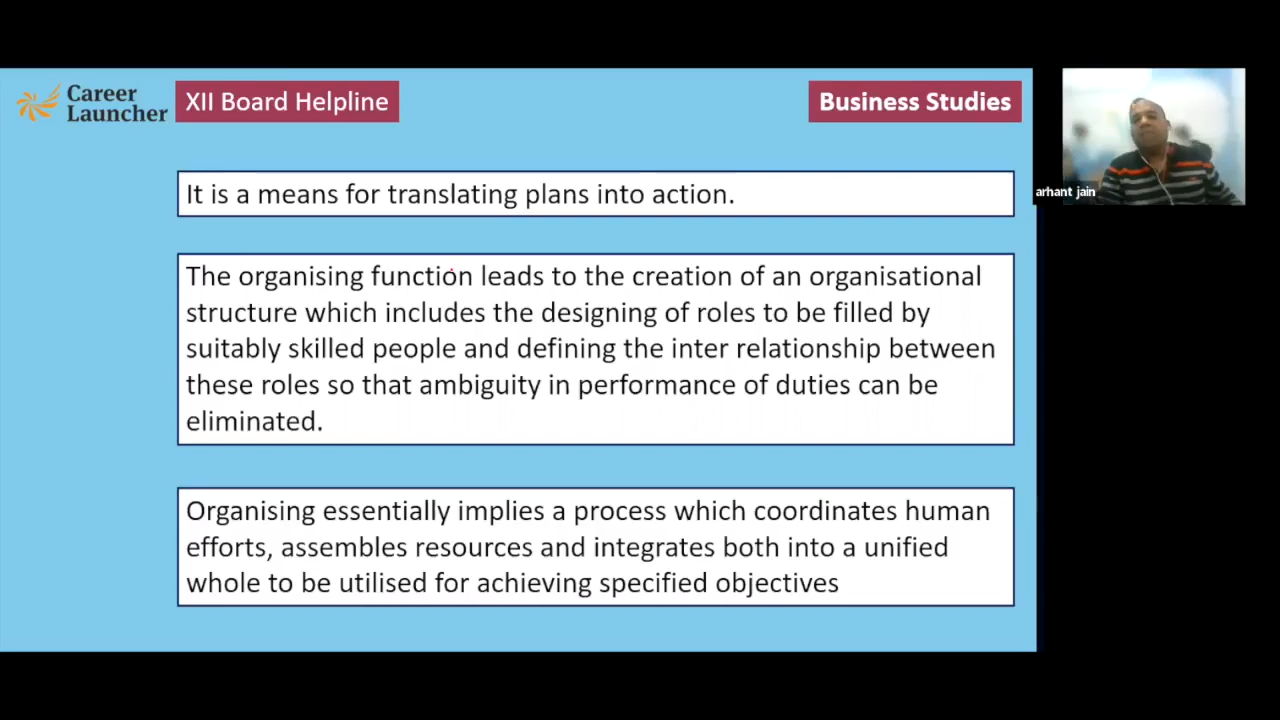 Career
Launcher
XII Board Helpline
Business Studies
It is a means for translating plans into action.
arhant jain
The organising function leads to the creation of an organisational
structure which includes the designing of roles to be filled by
suitably skilled people and defining the inter relationship between
these roles so that ambiguity in performance of duties can be
eliminated.
Organising essentially implies a process which coordinates human
efforts, assembles resources and integrates both into a unified
whole to be utilised for achieving specified objectives